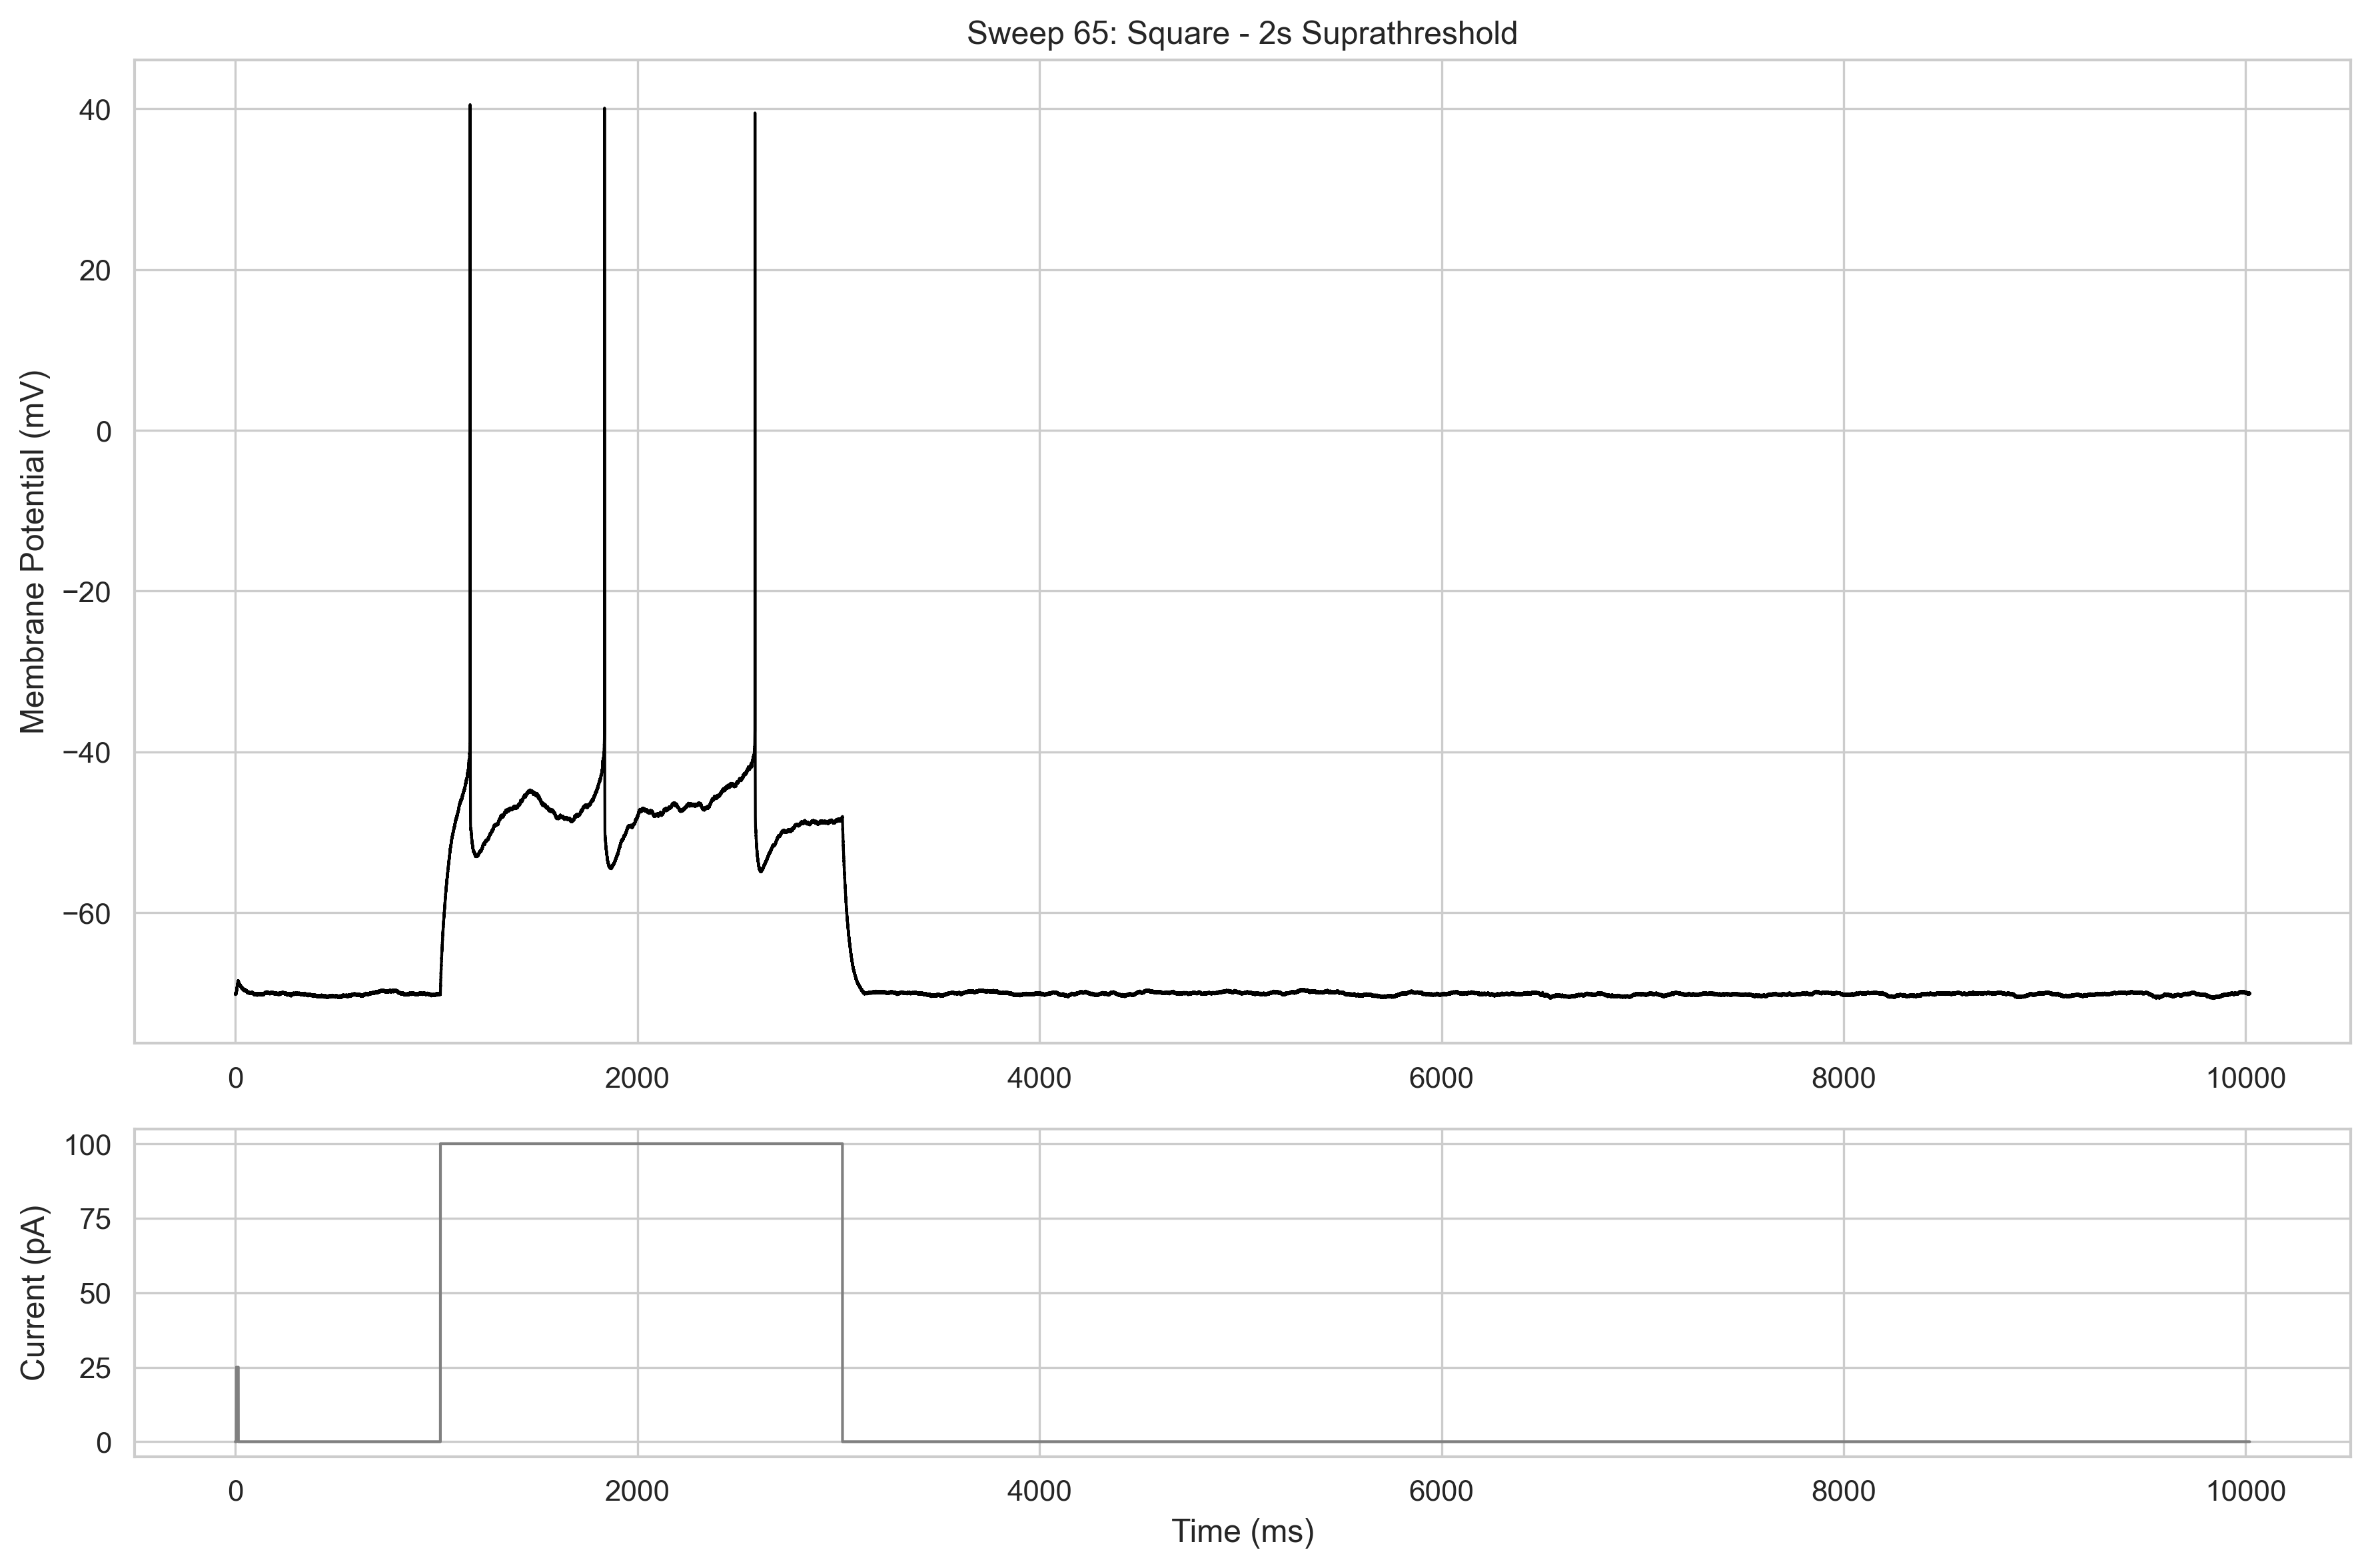 Sweep 65: Square - 2s Suprathreshold
Membrane Potential (mV)
40
20
0
−20
−40
−60
0 2000 4000 6000 8000 10000
Current (pA)
100
75
50
25
0
0 2000 4000 6000 8000 10000
Time (ms)